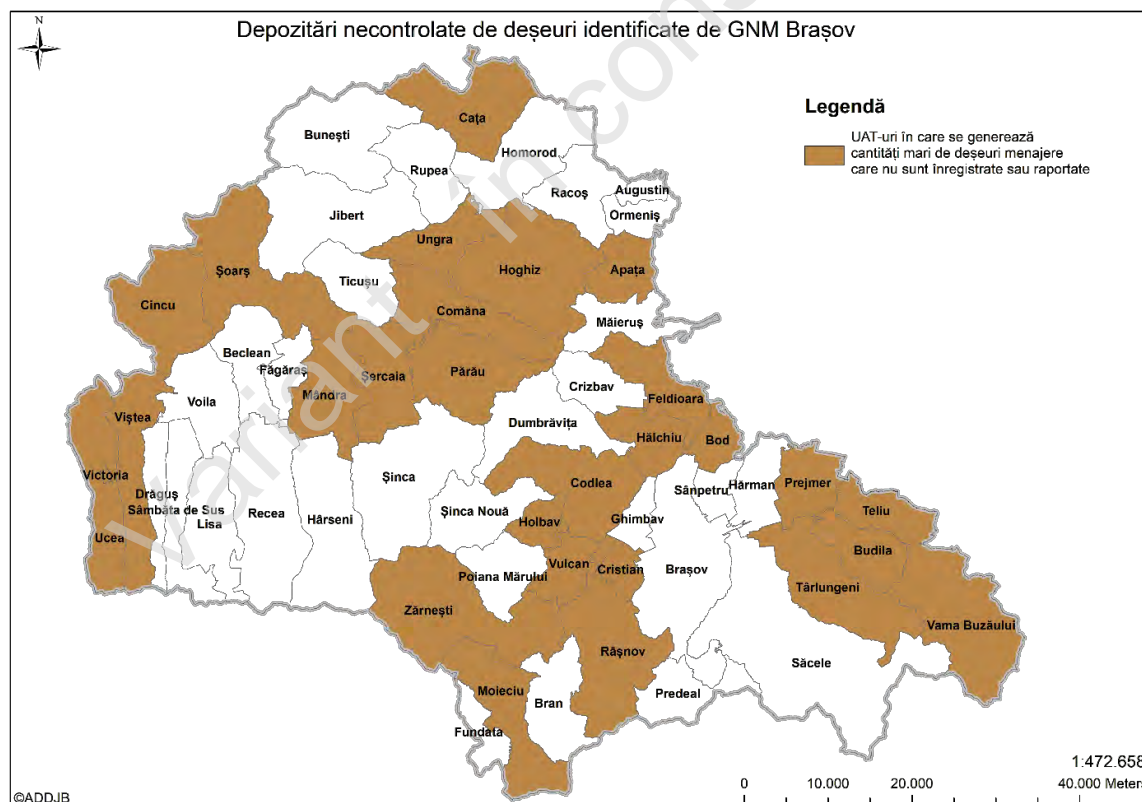 Depozitări necontrolate de deșeuri identificate de GNM Brașov
N
Legendă
UAT-uri în care se generează
cantități mari de deșeuri menajere
care nu sunt înregistrate sau raportate
Cața
Bunești
Homorod
Rupea
Racoș
Augustin
Ormeniș
Jibert
Ungra
Hoghiz
Apața
Șoarș
Ticușu
Cincu
Comăna
Măieruș
Beclean
Făgăraș
Părău
Șercaia
Crizbav
Mândra
Feldioara
Voila
Viștea
Dumbrăvița
Hălchiu
Bod
Victoria
Șinca
Codlea
Sânpetru
Hărman
Prejmer
Drăguș
Sâmbăta de Sus
Lisa
Recea
Hârseni
Șinca Nouă
Holbav
Ghimbav
Teliu
Ucea
Budila
Vulcan
Cristian
Brașov
Poiana Mărului
Târlungeni
Zărnești
Vama Buzăului
Râșnov
Săcele
Moieciu
Bran
Predeal
Fundata
1:472.658
0 10.000 20.000 40.000 Meters
©ADDJB
Variant în cons